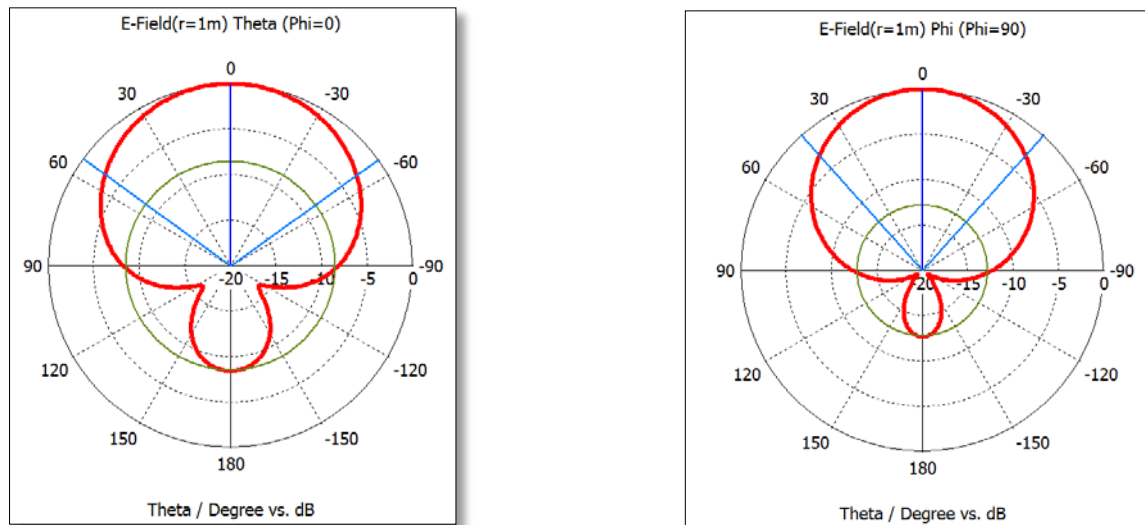 E-Field(r=1m) Theta (Phi=0)
0
30 -30
60 -60
90 -20 -15 -10 -5 0 -90
120 -120
150 -150
180
Theta / Degree vs. dB
E-Field(r=1m) Phi (Phi=90)
0
30 -30
60 -60
90 -20 -15 -10 -5 0 -90
120 -120
150 -150
180
Theta / Degree vs. dB